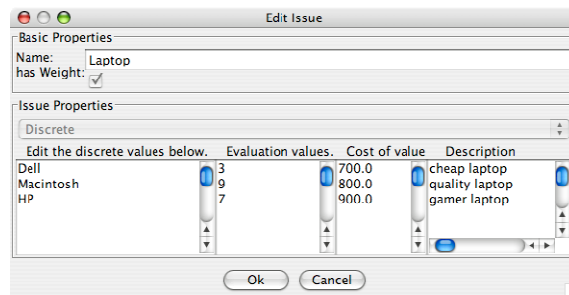 Edit Issue
Basic Properties
Name: Laptop
has Weight:
Issue Properties
Discrete
Edit the discrete values below. Evaluation values. Cost of value Description
Dell 3 700.0 cheap laptop
Macintosh 9 800.0 quality laptop
HP 7 900.0 gamer laptop
Ok Cancel